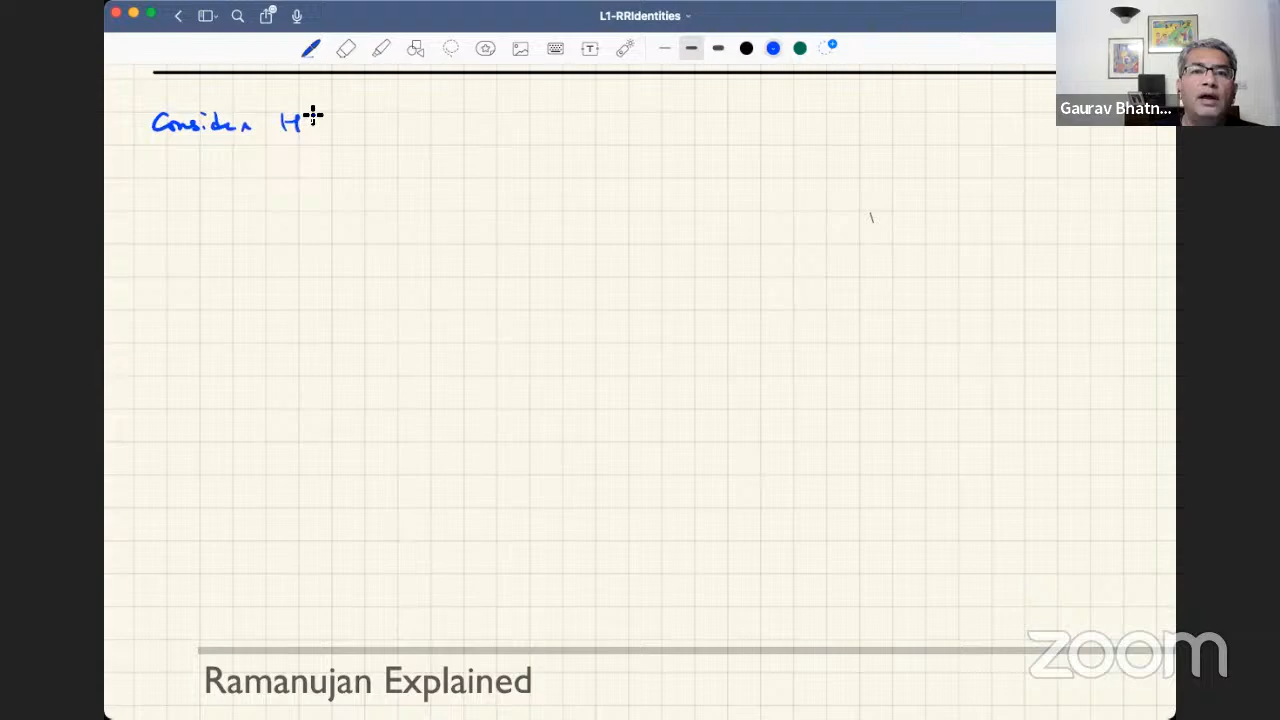 L1-RRIdentities
Gaurav Bhatn...
Consider H
Ramanujan Explained
zoom